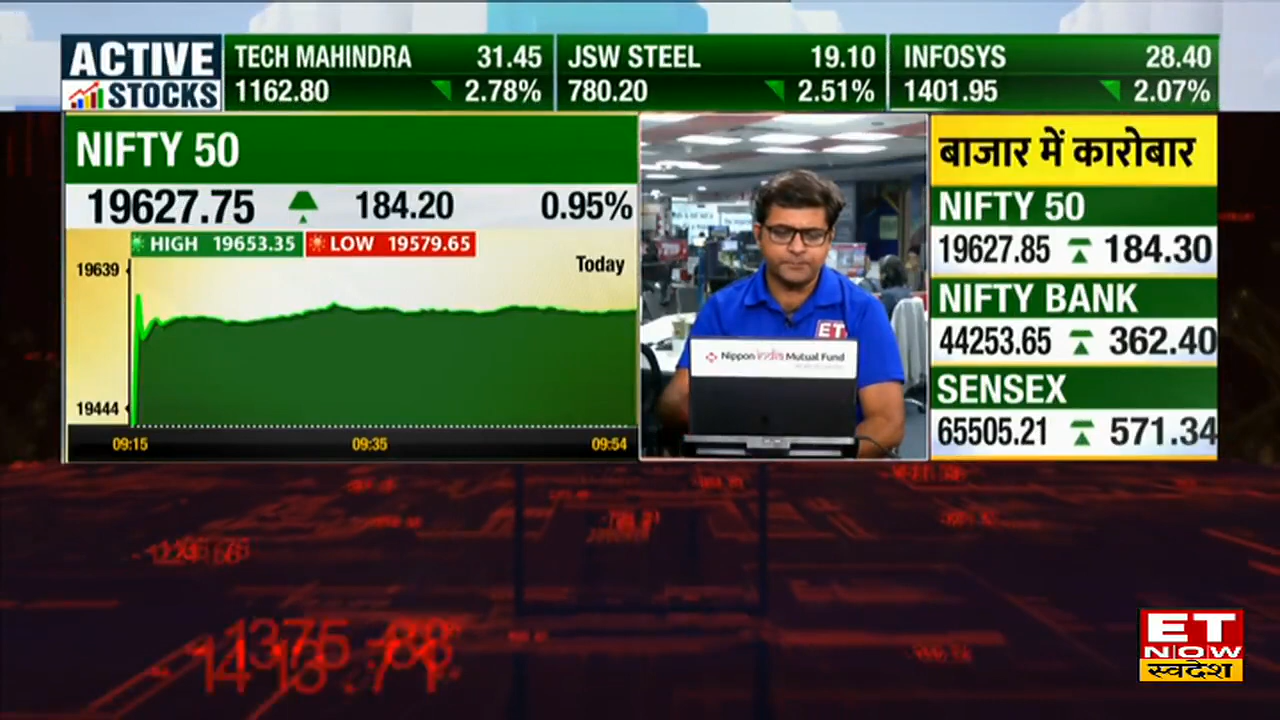 ACTIVE
STOCKS
TECH MAHINDRA 31.45
1162.80 2.78%
JSW STEEL 19.10
780.20 2.51%
INFOSYS 28.40
1401.95 2.07%
NIFTY 50
19627.75 184.20 0.95%
HIGH 19653.35 LOW 19579.65
Today
19639
19444
09:15 09:35 09:54
ET
Nippon india Mutual Fund
बाजार में कारोबार
NIFTY 50
19627.85 184.30
NIFTY BANK
44253.65 362.40
SENSEX
65505.21 571.34
ET
NOW
स्वदेश